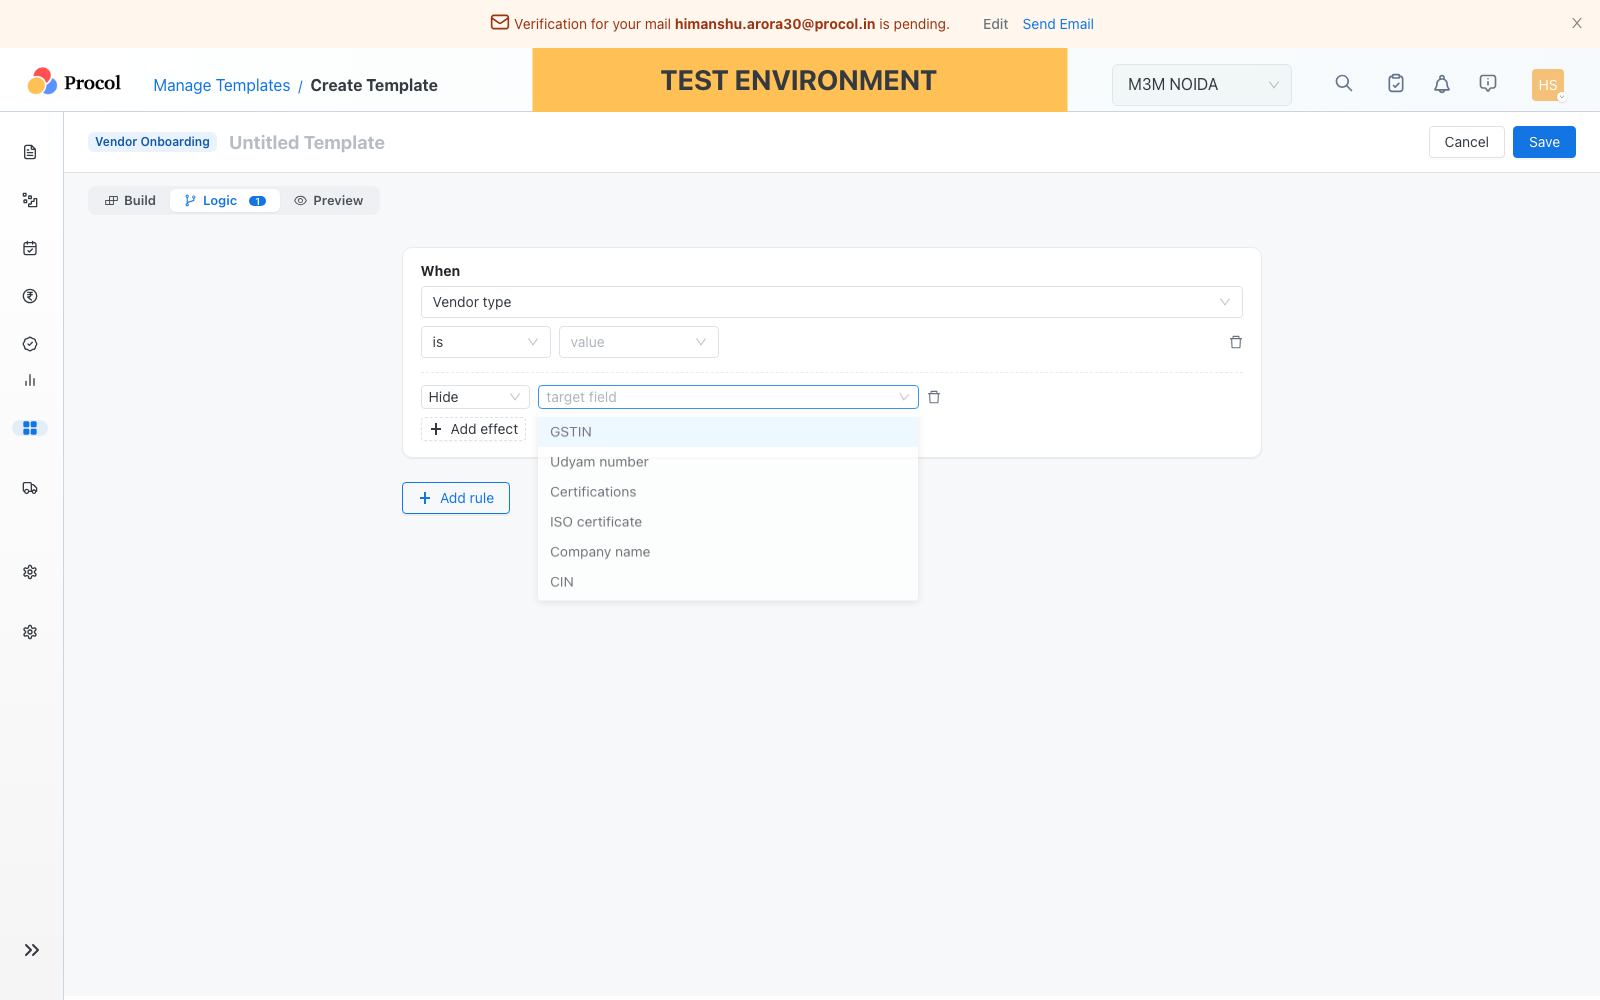 Verification for your mail himanshu.arora30@procol.in is pending. Edit Send Email
Procol
Manage Templates / Create Template
TEST ENVIRONMENT
M3M NOIDA
HS
Vendor Onboarding
Untitled Template
Cancel
Save
Build
Logic 1
Preview
When
Vendor type
is
value
Hide
target field
Add effect
GSTIN
Udyam number
Certifications
ISO certificate
Company name
CIN
Add rule